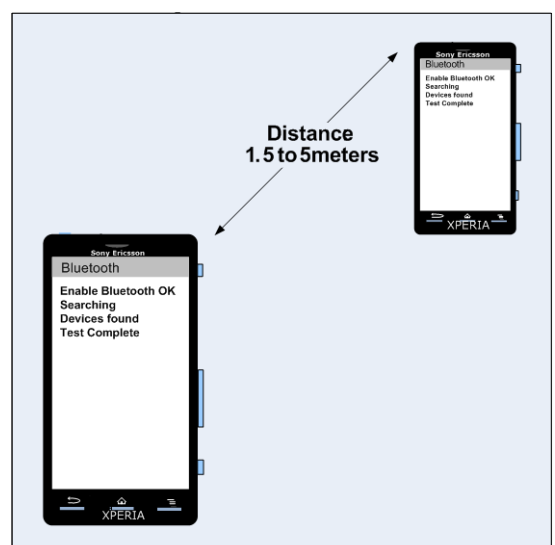 Sony Ericsson
Bluetooth
Enable Bluetooth OK
Searching
Devices found
Test Complete
XPERIA
Distance
1.5 to 5meters
Sony Ericsson
Bluetooth
Enable Bluetooth OK
Searching
Devices found
Test Complete
XPERIA